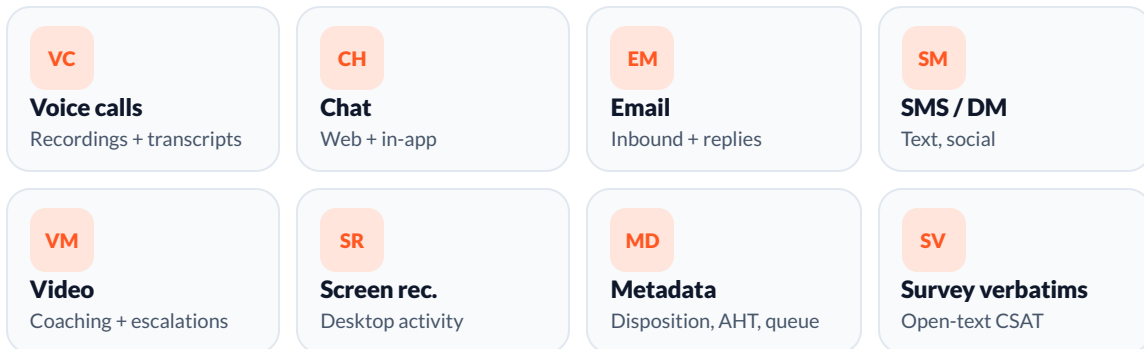 VC
Voice calls
Recordings + transcripts
CH
Chat
Web + in-app
EM
Email
Inbound + replies
SM
SMS / DM
Text, social
VM
Video
Coaching + escalations
SR
Screen rec.
Desktop activity
MD
Metadata
Disposition, AHT, queue
SV
Survey verbatims
Open-text CSAT